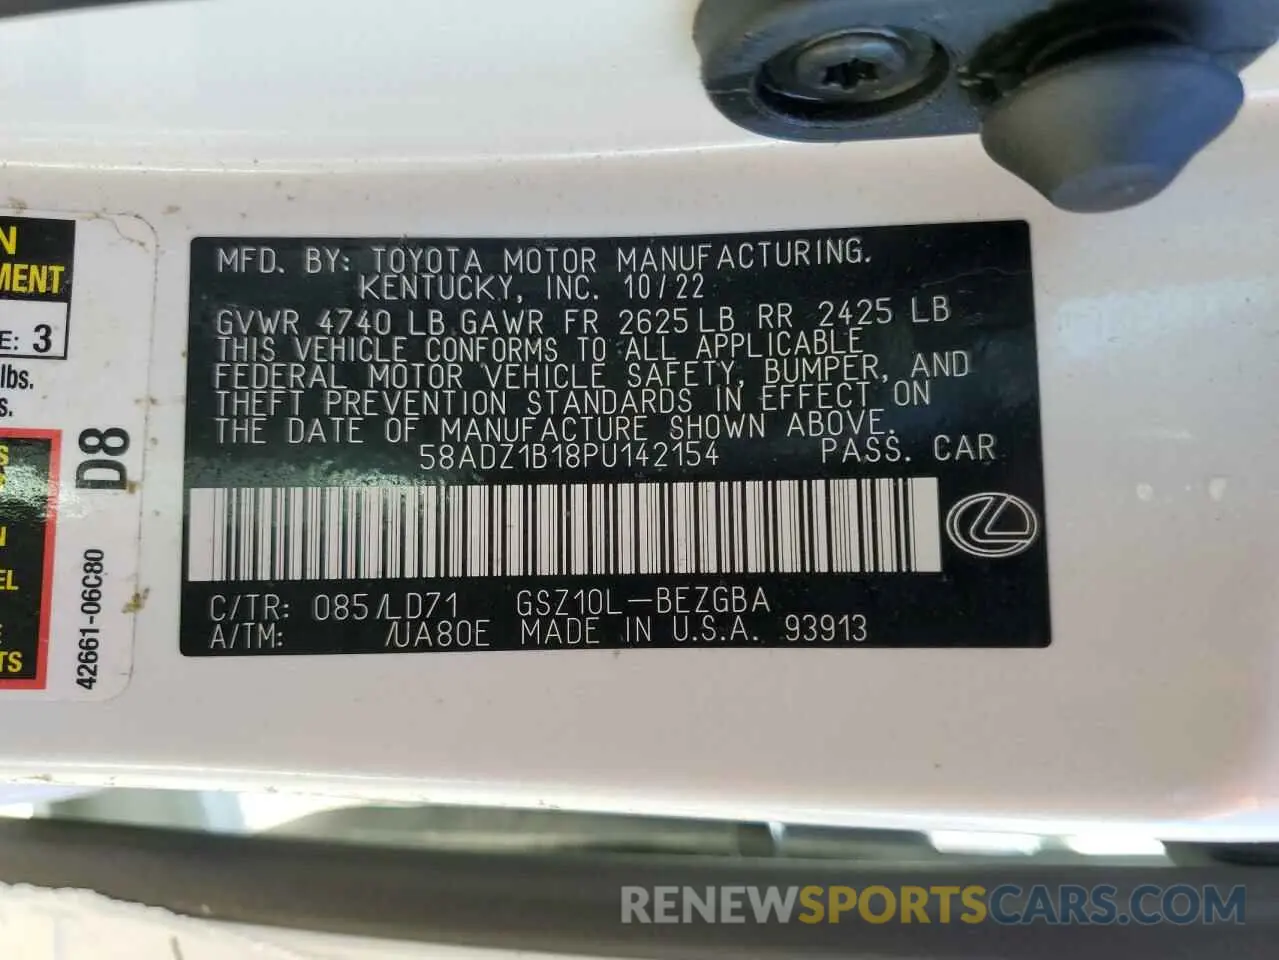 N
MENT
E: 3
lbs.
s.
S
N
EL
E
TS
D8
42661-06C80
MFD. BY: TOYOTA MOTOR MANUFACTURING.
KENTUCKY, INC. 10/22
GVWR 4740 LB GAWR FR 2625 LB RR 2425 LB
THIS VEHICLE CONFORMS TO ALL APPLICABLE
FEDERAL MOTOR VEHICLE SAFETY, BUMPER, AND
THEFT PREVENTION STANDARDS IN EFFECT ON
THE DATE OF MANUFACTURE SHOWN ABOVE.
58ADZ1B18PU142154 PASS. CAR
C/TR: 085/LD71 GSZ10L-BEZGBA
A/TM: /UA80E MADE IN U.S.A. 93913
RENEWSPORTSCARS.COM